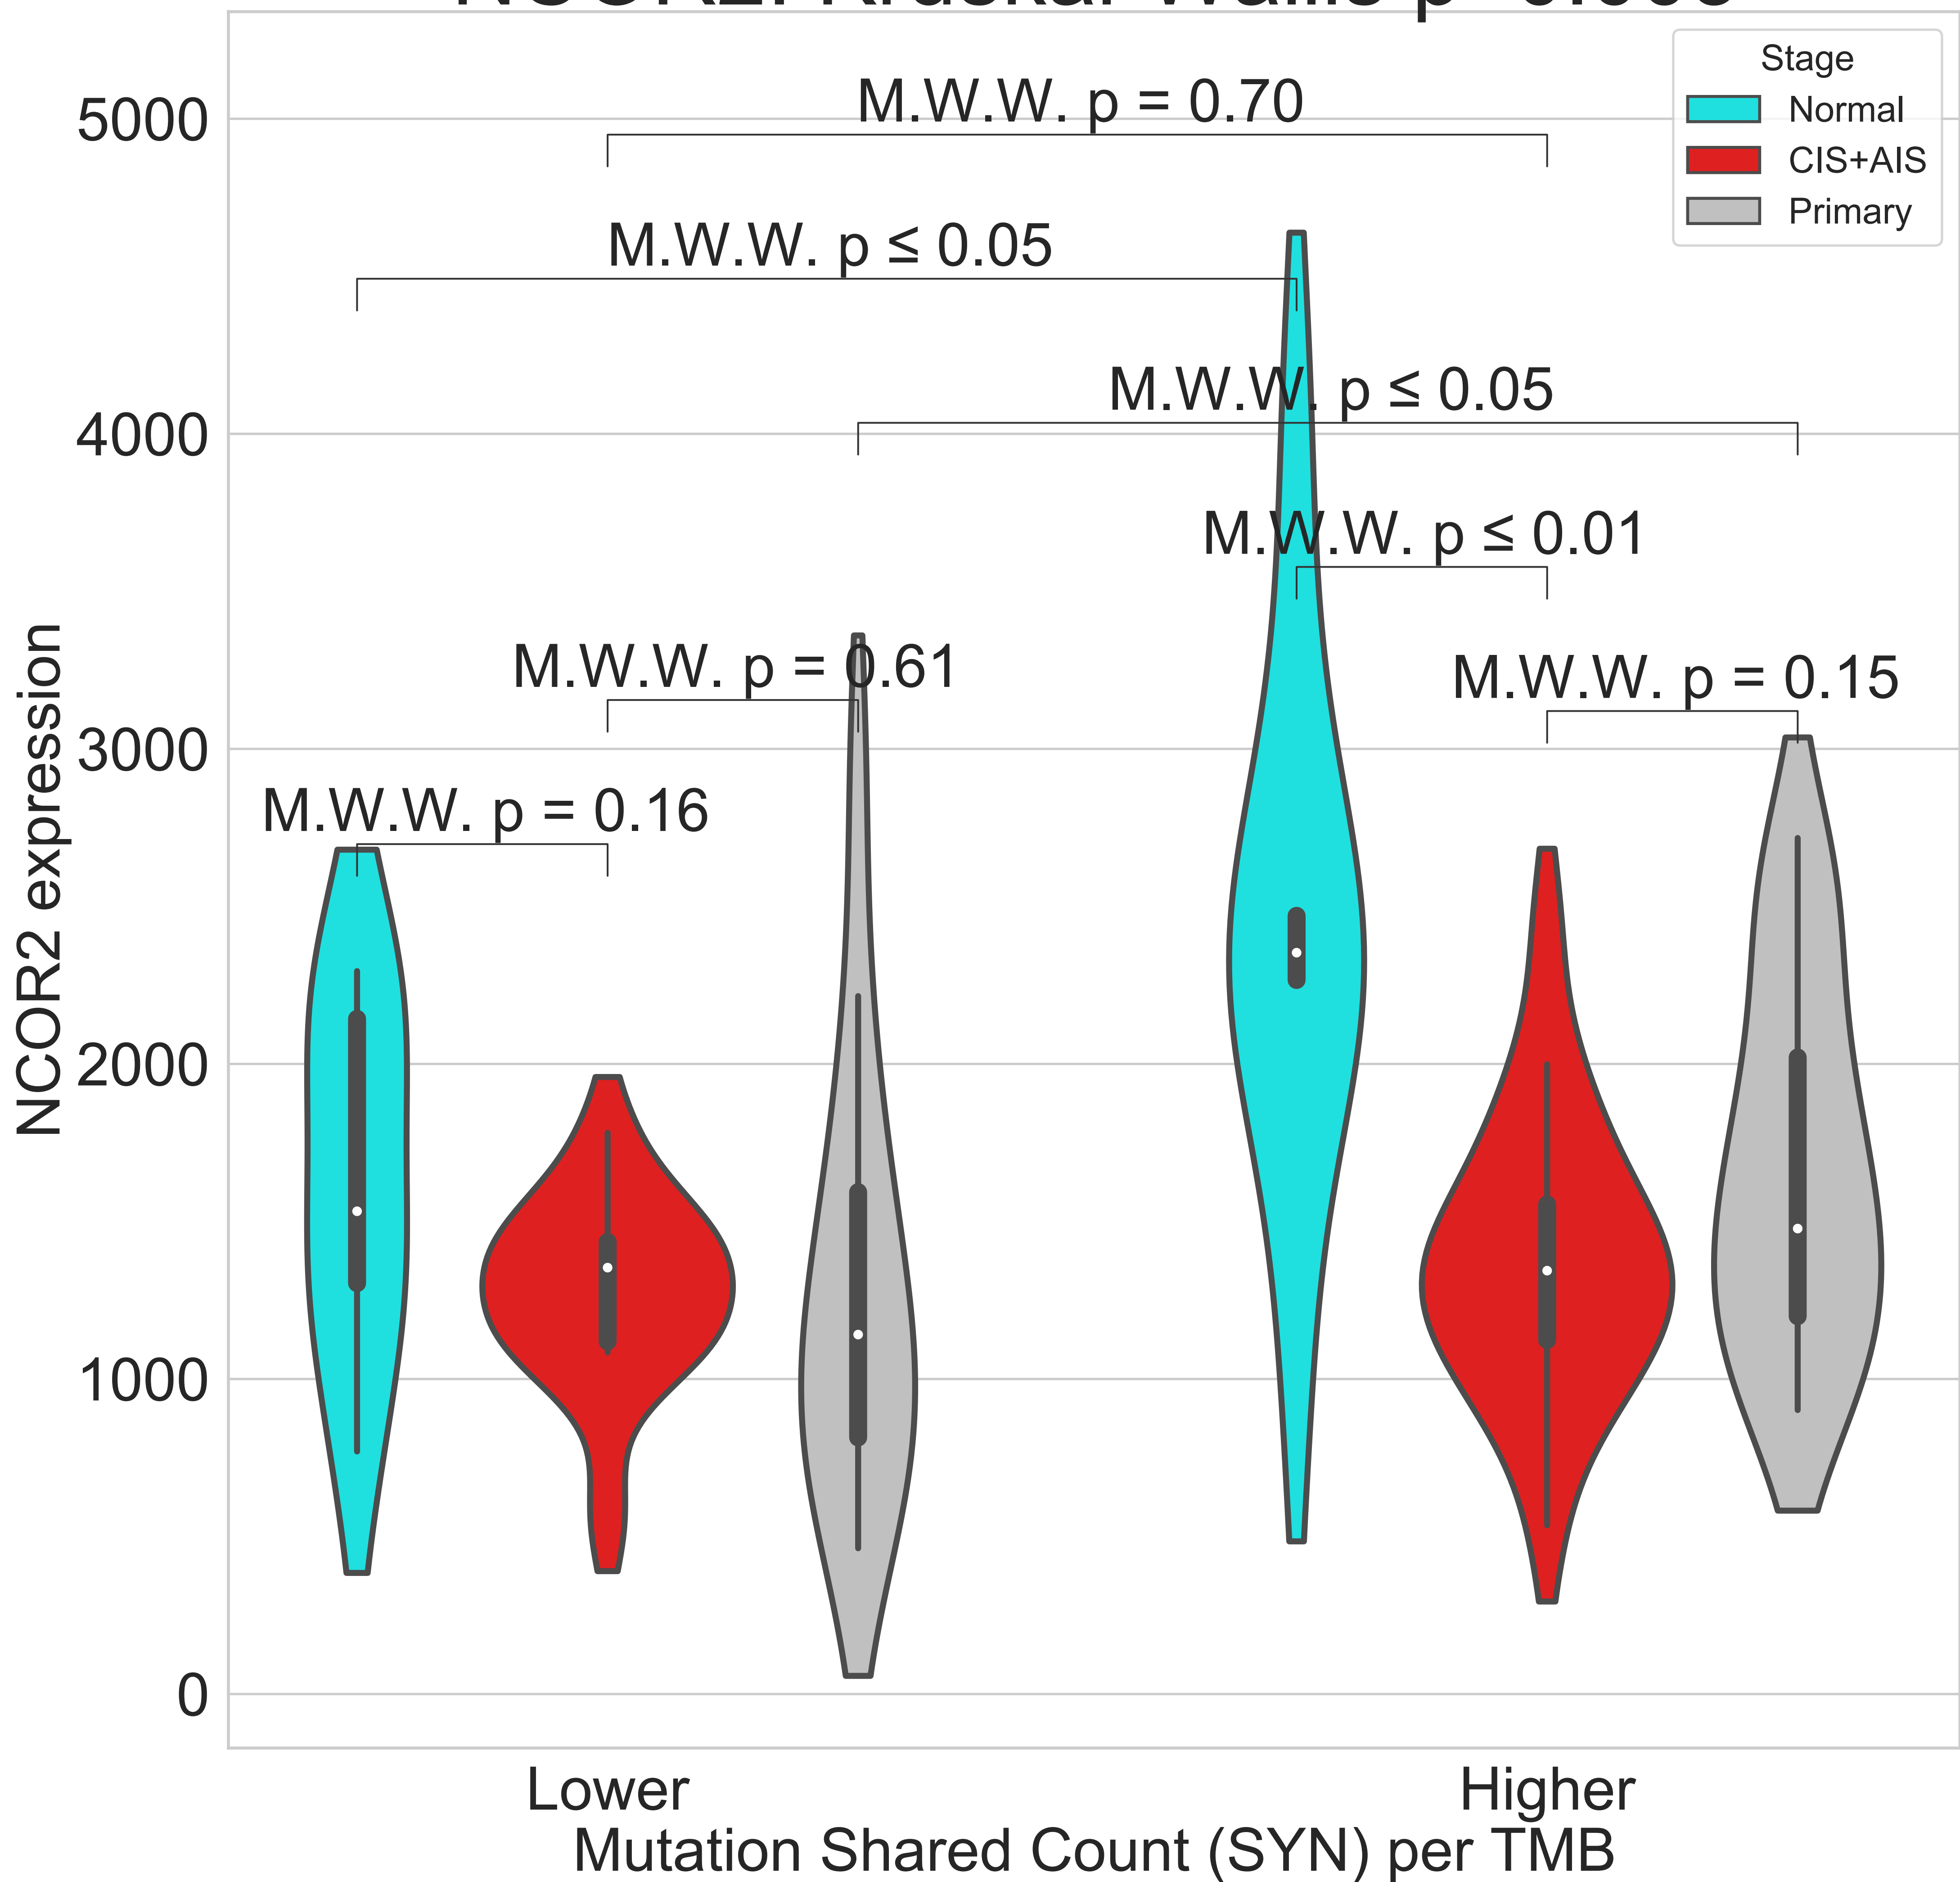 Stage
Normal
CIS+AIS
Primary
M.W.W. p = 0.70
M.W.W. p ≤ 0.05
M.W.W. p ≤ 0.05
M.W.W. p ≤ 0.01
M.W.W. p = 0.61
M.W.W. p = 0.15
M.W.W. p = 0.16
5000
4000
3000
2000
1000
0
NCOR2 expression
Lower
Higher
Mutation Shared Count (SYN) per TMB